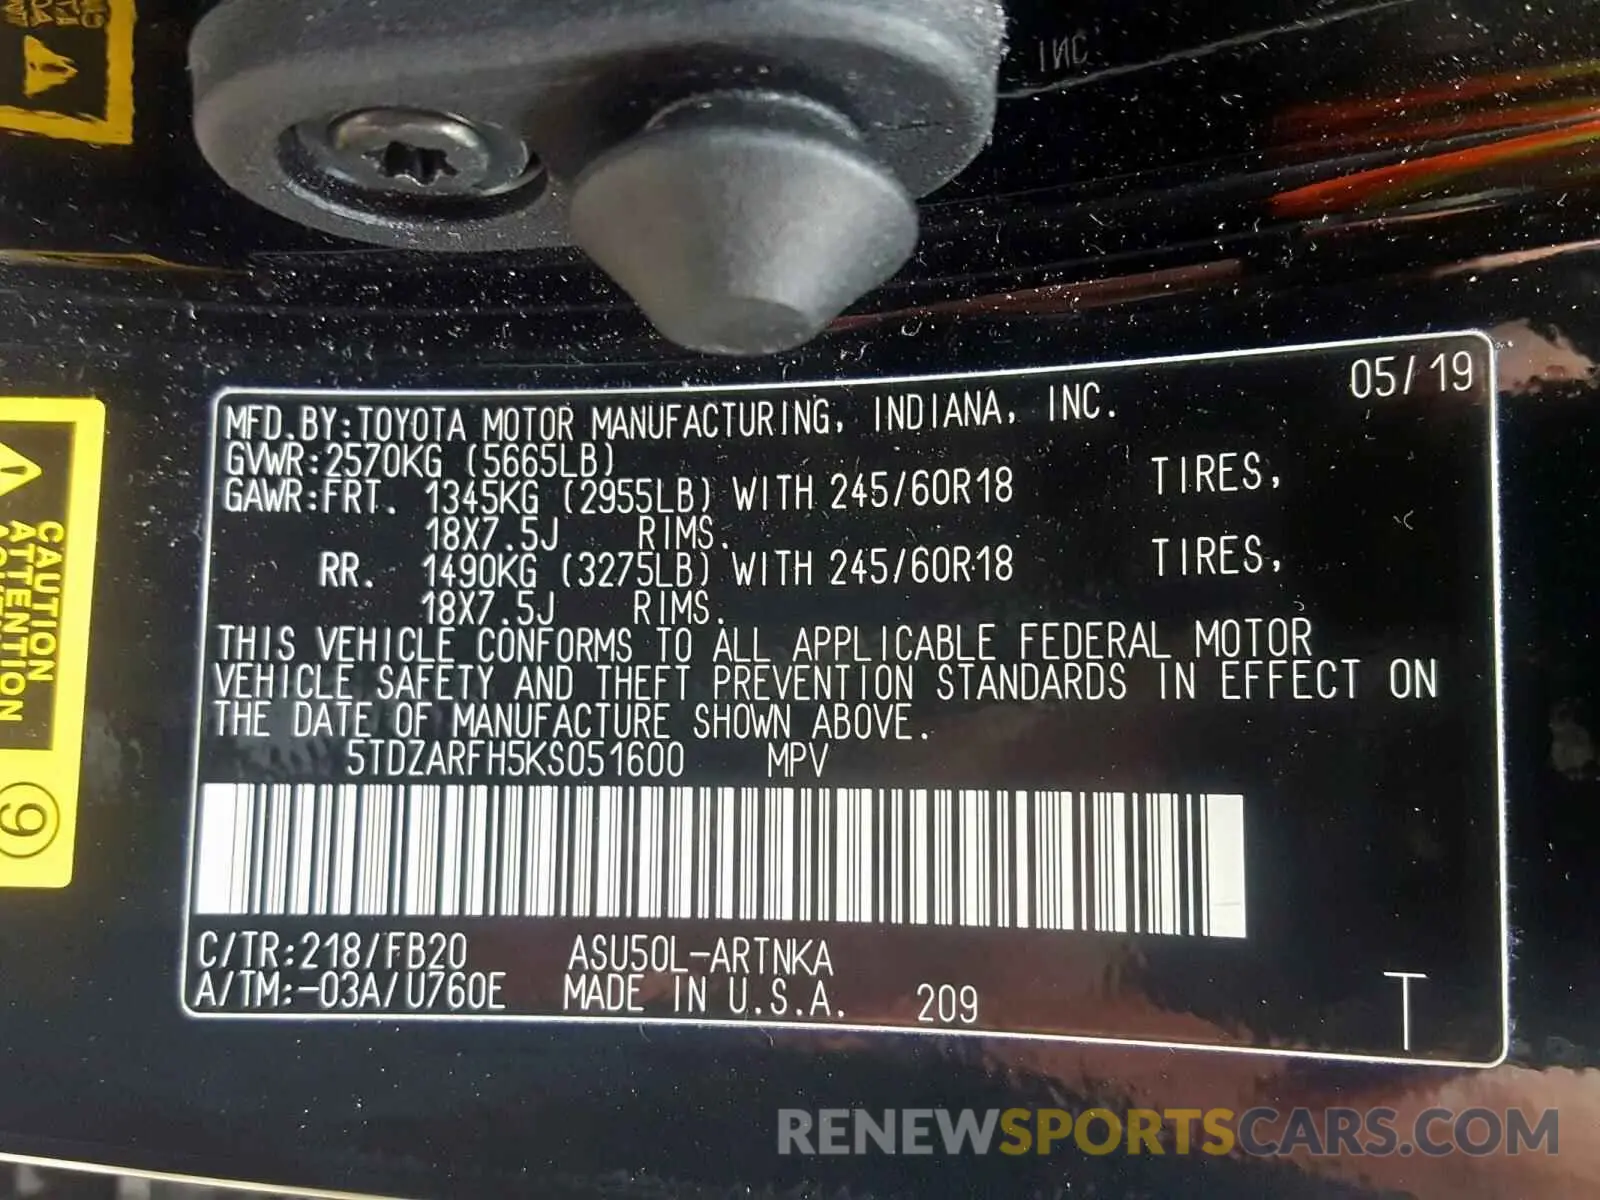 INC
05/19
MFD.BY:TOYOTA MOTOR MANUFACTURING, INDIANA, INC.
GVWR:2570KG (5665LB)
GAWR:FRT. 1345KG (2955LB) WITH 245/60R18 TIRES,
18X7.5J RIMS.
RR. 1490KG (3275LB) WITH 245/60R18 TIRES,
18X7.5J RIMS.
THIS VEHICLE CONFORMS TO ALL APPLICABLE FEDERAL MOTOR
VEHICLE SAFETY AND THEFT PREVENTION STANDARDS IN EFFECT ON
THE DATE OF MANUFACTURE SHOWN ABOVE.
5TDZARFH5KS051600 MPV
C/TR:218/FB20 ASU50L-ARTNKA
A/TM:-03A/U760E MADE IN U.S.A. 209
T
CAUTION
ATTENTION
9
RENEWSPORTSCARS.COM